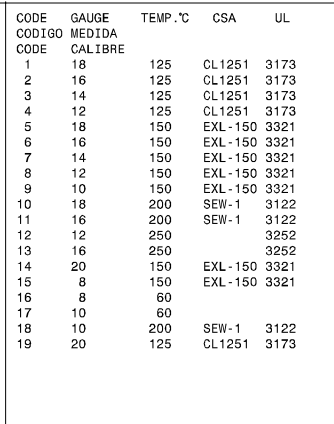 CODE GAUGE TEMP.°C CSA UL
CODIGO MEDIDA
CODE CALIBRE
1 18 125 CL1251 3173
2 16 125 CL1251 3173
3 14 125 CL1251 3173
4 12 125 CL1251 3173
5 18 150 EXL-150 3321
6 16 150 EXL-150 3321
7 14 150 EXL-150 3321
8 12 150 EXL-150 3321
9 10 150 EXL-150 3321
10 18 200 SEW-1 3122
11 16 200 SEW-1 3122
12 12 250 3252
13 16 250 3252
14 20 150 EXL-150 3321
15 8 150 EXL-150 3321
16 8 60
17 10 60
18 10 200 SEW-1 3122
19 20 125 CL1251 3173